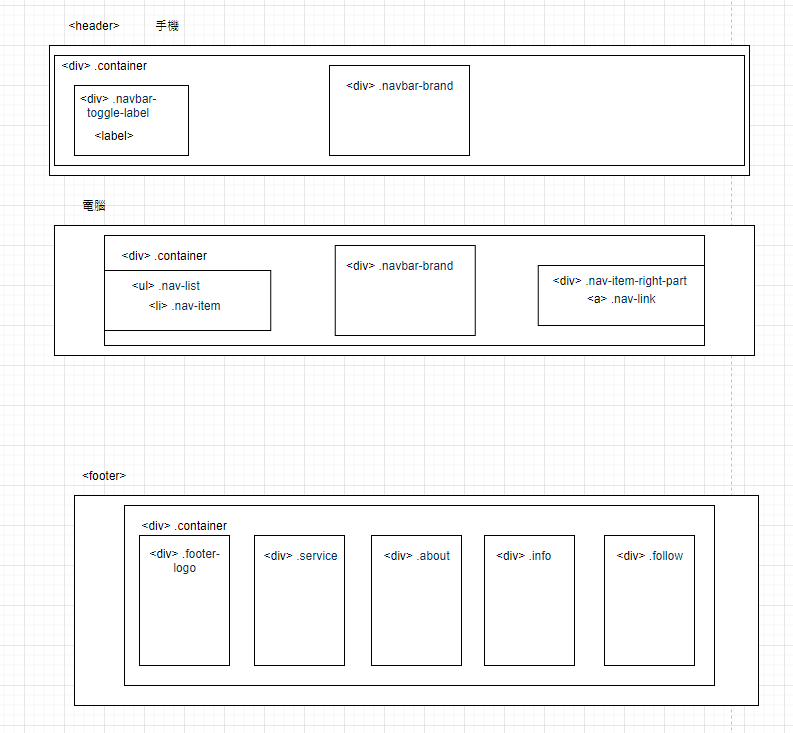 <header> 手機
<div> .container
<div> .navbar-
toggle-label
<label>
<div> .navbar-brand
電腦
<div> .container
<ul> .nav-list
<li> .nav-item
<div> .navbar-brand
<div> .nav-item-right-part
<a> .nav-link
<footer>
<div> .container
<div> .footer-
logo
<div> .service
<div> .about
<div> .info
<div> .follow